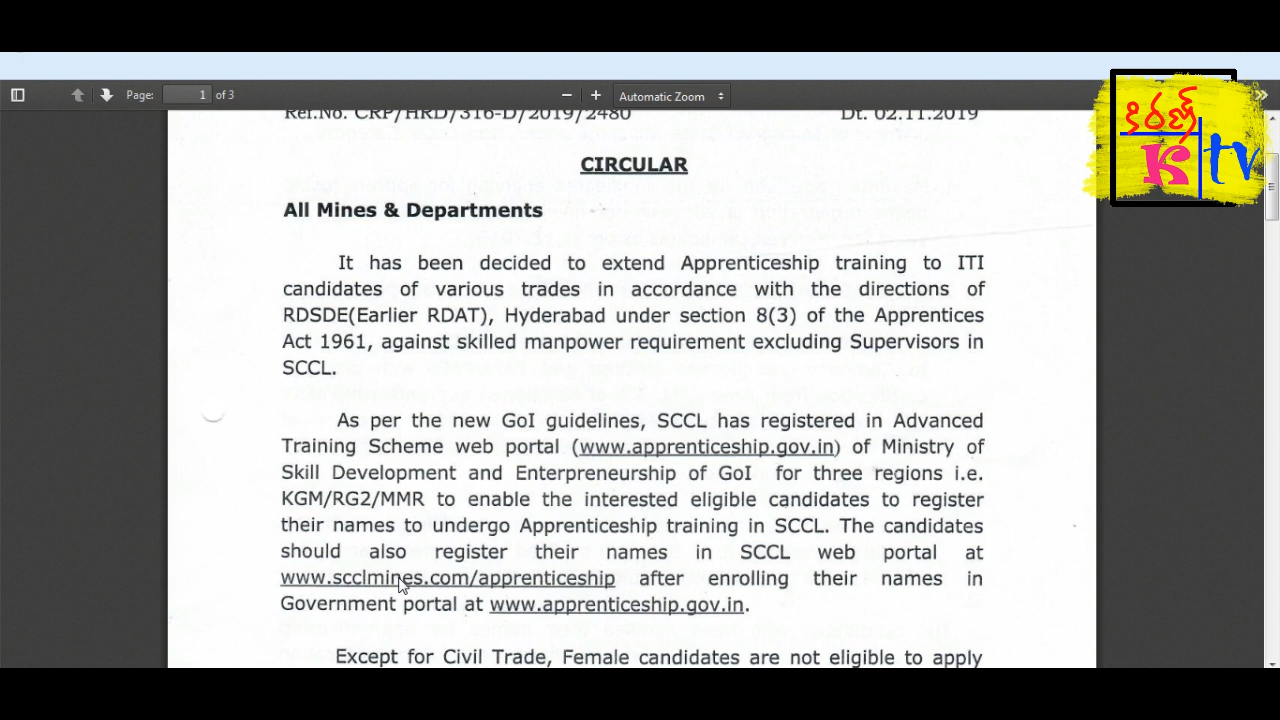 Page: 1 of 3
Automatic Zoom
కిరణ్
K tv
Ref.No. CRP/HRD/316-D/2019/2480 Dt. 02.11.2019
CIRCULAR
All Mines & Departments
It has been decided to extend Apprenticeship training to ITI
candidates of various trades in accordance with the directions of
RDSDE(Earlier RDAT), Hyderabad under section 8(3) of the Apprentices
Act 1961, against skilled manpower requirement excluding Supervisors in
SCCL.
As per the new GoI guidelines, SCCL has registered in Advanced
Training Scheme web portal (www.apprenticeship.gov.in) of Ministry of
Skill Development and Enterpreneurship of GoI for three regions i.e.
KGM/RG2/MMR to enable the interested eligible candidates to register
their names to undergo Apprenticeship training in SCCL. The candidates
should also register their names in SCCL web portal at
www.scclmines.com/apprenticeship after enrolling their names in
Government portal at www.apprenticeship.gov.in.
Except for Civil Trade, Female candidates are not eligible to apply